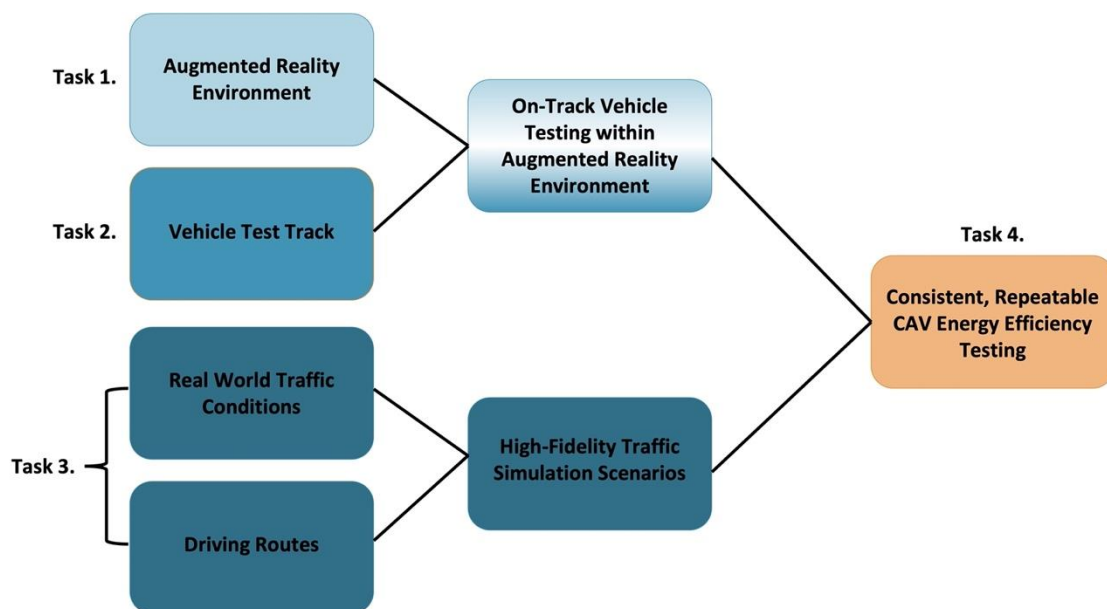 Task 1.
Augmented Reality
Environment
Task 2.
Vehicle Test Track
On-Track Vehicle
Testing within
Augmented Reality
Environment
Task 3.
Real World Traffic
Conditions
Driving Routes
High-Fidelity Traffic
Simulation Scenarios
Task 4.
Consistent, Repeatable
CAV Energy Efficiency
Testing